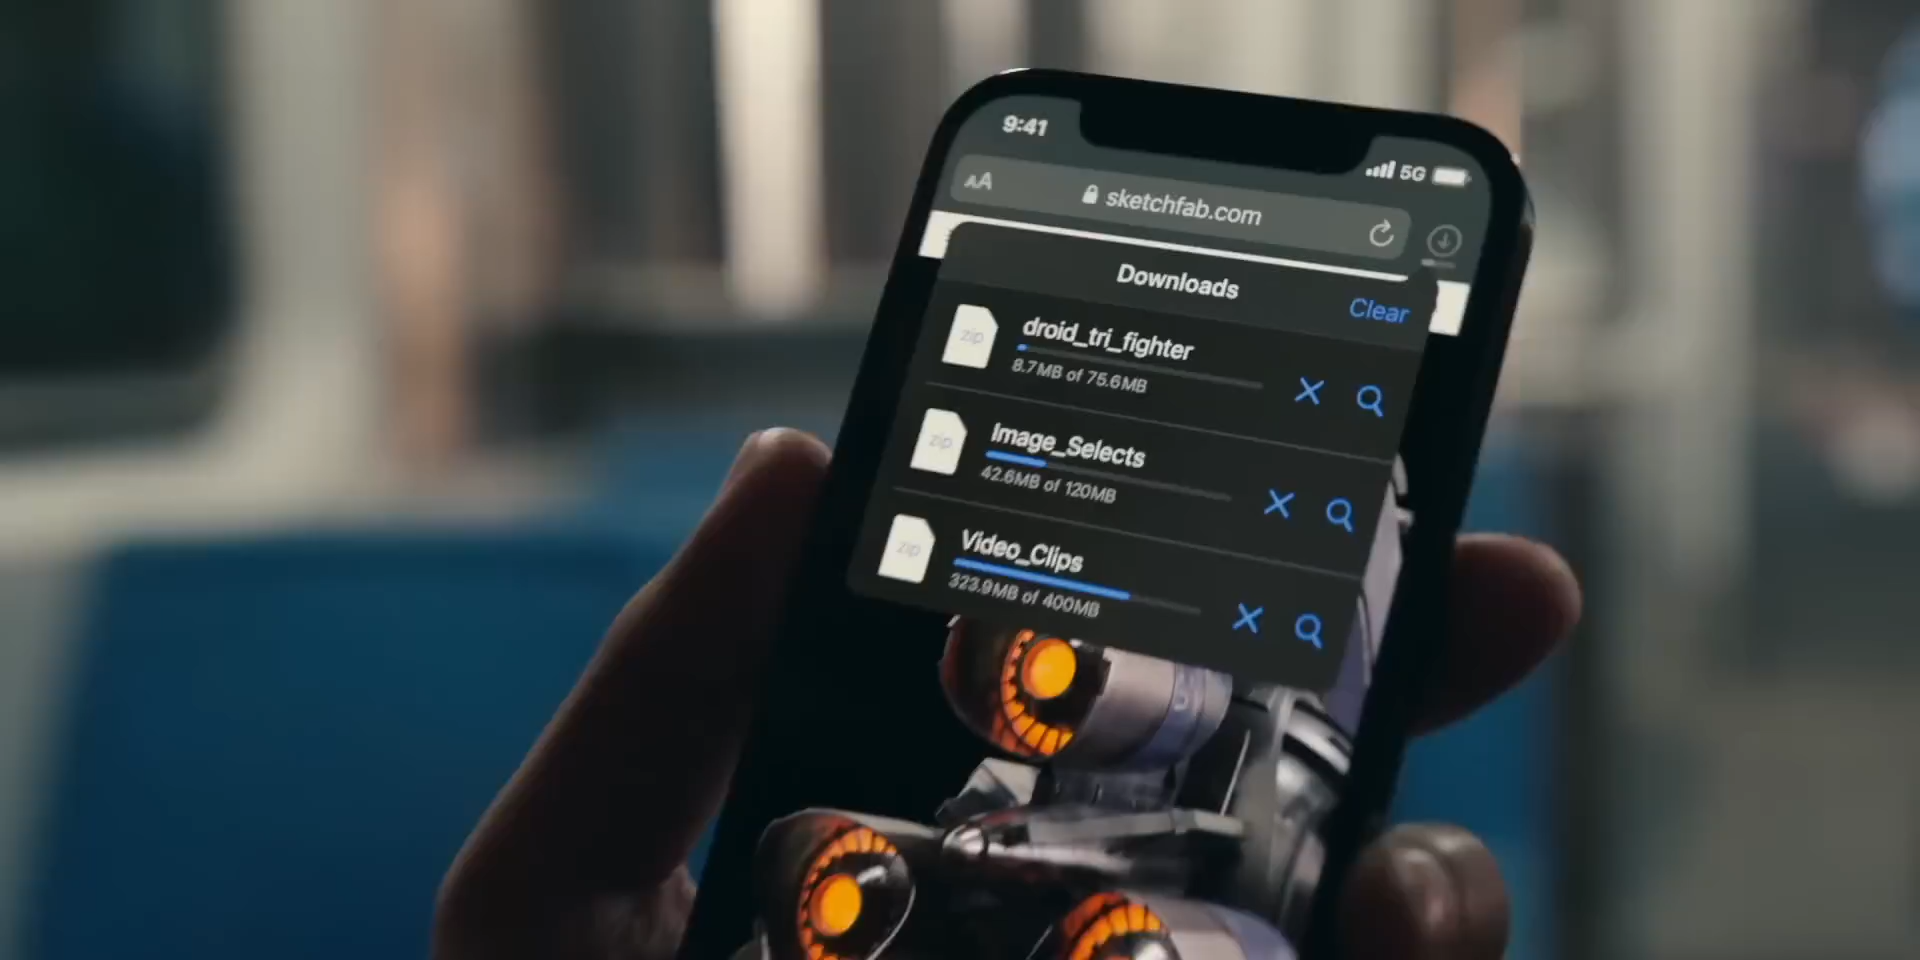 9:41
5G
AA
sketchfab.com
Downloads
Clear
zip
droid_tri_fighter
8.7MB of 75.6MB
zip
Image_Selects
42.6MB of 120MB
zip
Video_Clips
323.9MB of 400MB